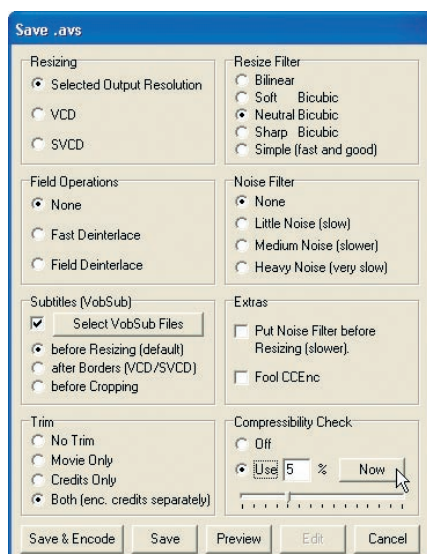 Save .avs
Resizing
Selected Output Resolution
VCD
SVCD
Resize Filter
Bilinear
Soft Bicubic
Neutral Bicubic
Sharp Bicubic
Simple (fast and good)
Field Operations
None
Fast Deinterlace
Field Deinterlace
Noise Filter
None
Little Noise (slow)
Medium Noise (slower)
Heavy Noise (very slow)
Subtitles (VobSub)
Select VobSub Files
before Resizing (default)
after Borders (VCD/SVCD)
before Cropping
Extras
Put Noise Filter before
Resizing (slower).
Fool CCEnc
Trim
No Trim
Movie Only
Credits Only
Both (enc. credits separately)
Compressibility Check
Off
Use 5 % Now
Save & Encode Save Preview Edit Cancel